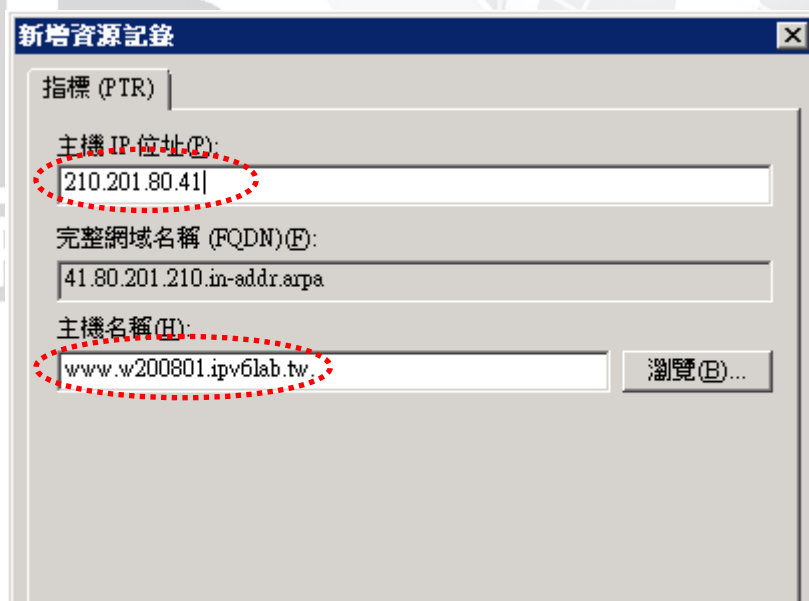 新增資源記錄
指標 (PTR)
主機 IP 位址(P):
210.201.80.41
完整網域名稱 (FQDN)(F):
41.80.201.210.in-addr.arpa
主機名稱(H):
www.w200801.ipv6lab.tw.
瀏覽(B)...